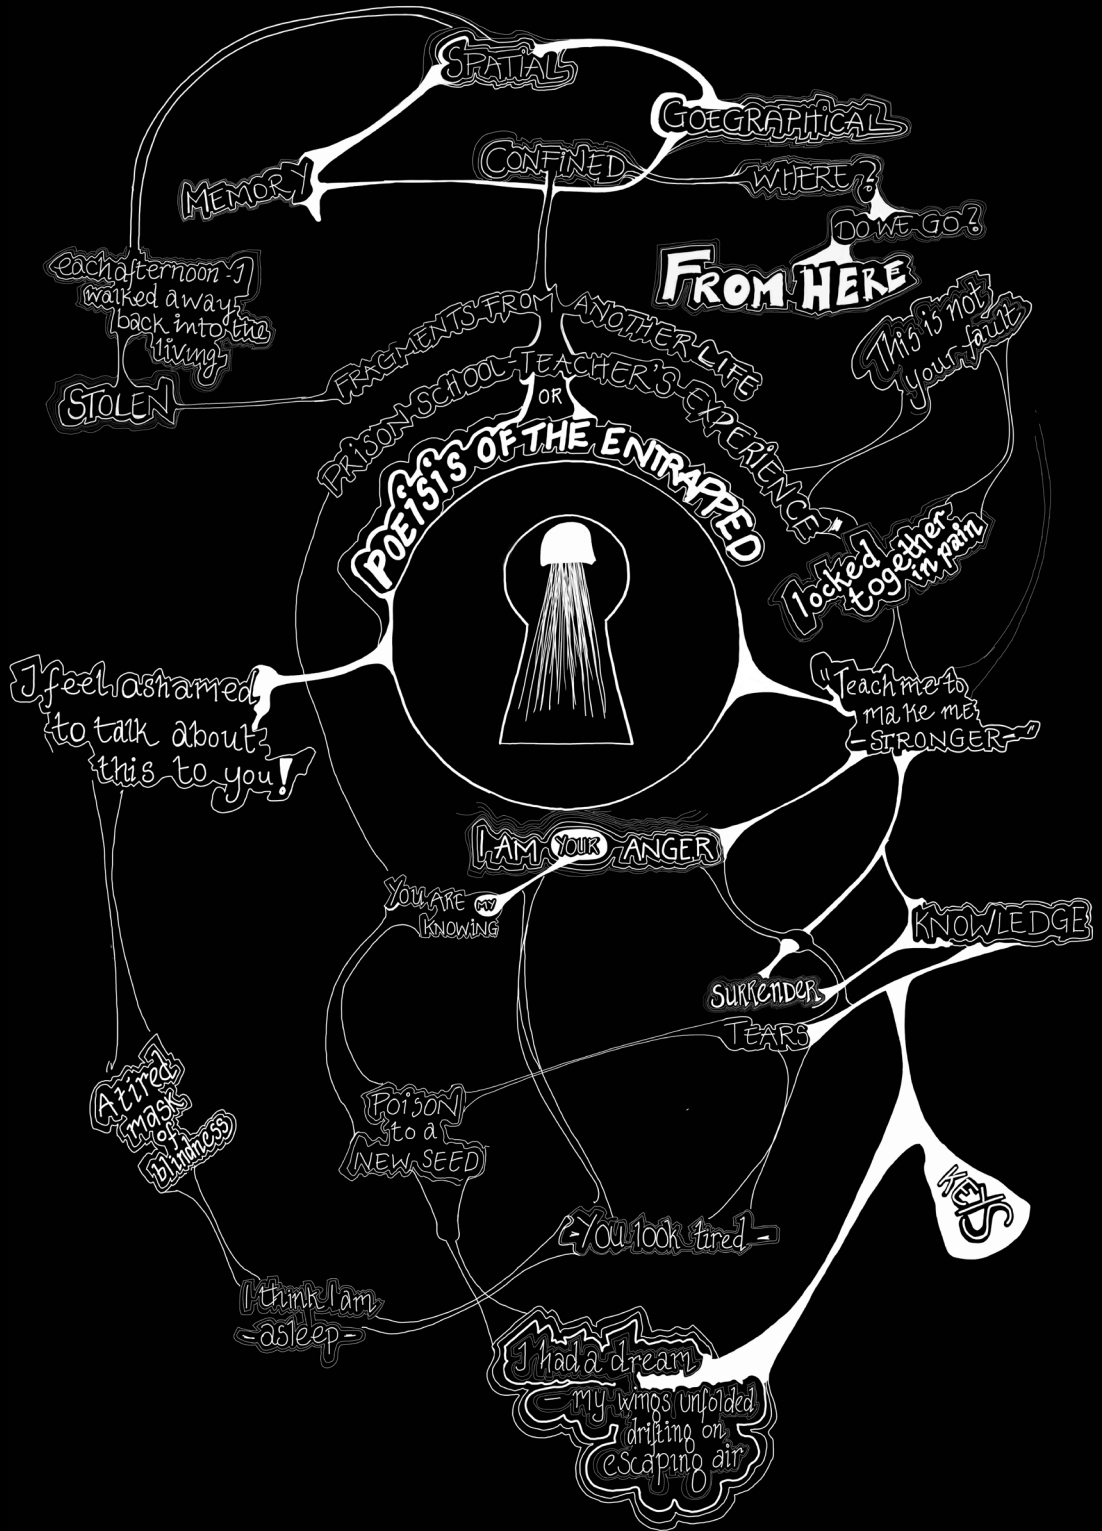 SPATIAL
GOEGRAPHICAL
CONFINED
WHERE?
MEMORY
DO WE GO?
FROM HERE
each afternoon - I
walked away
back into the
living
STOLEN
This is not
your fault
FRAGMENTS-FROM ANOTHER LIFE
PRISON-SCHOOL-TEACHER'S-EXPERIENCE
OR
POEISIS OF THE ENTRAPPED
locked
together
in pain
I feel ashamed
to talk about
this to you!
"Teach me to
make me
-STRONGER-"
I AM YOUR ANGER
YOU ARE MY
KNOWING
KNOWLEDGE
SURRENDER
TEARS
A tired
mask
of
blindness
POISON
to a
NEW SEED
KEYS
-You look tired-
I think I am
-asleep-
I had a dream
- my wings unfolded
drifting on
escaping air